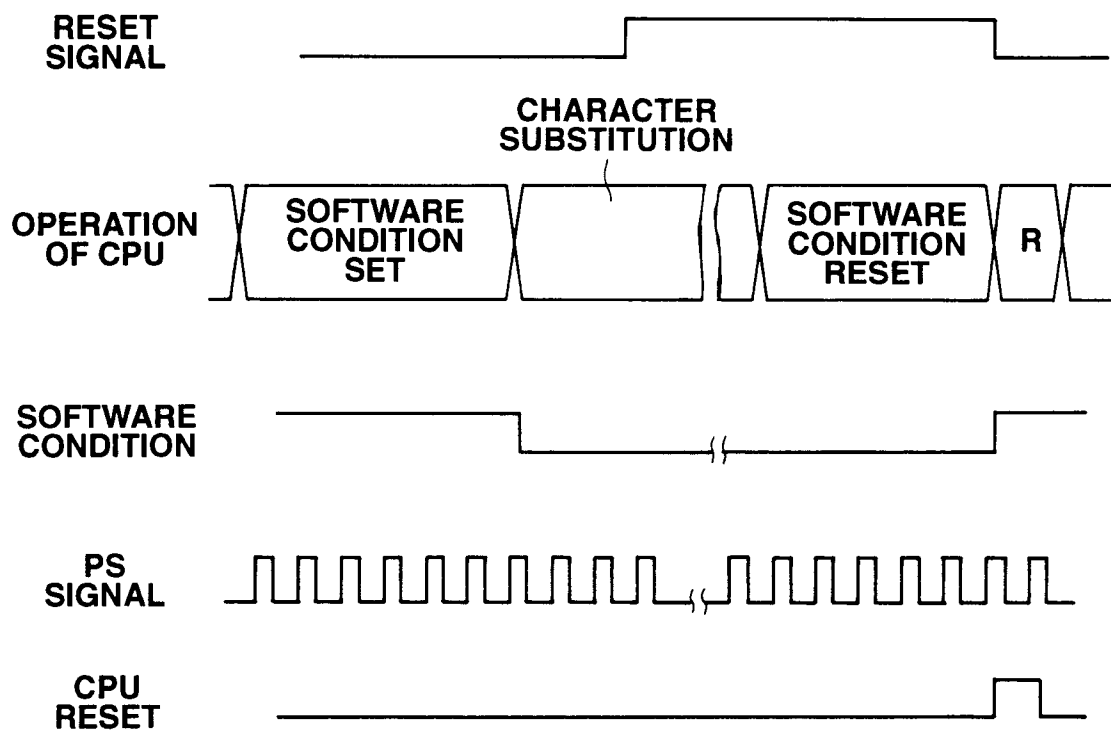 RESET
SIGNAL
CHARACTER
SUBSTITUTION
OPERATION
OF CPU
SOFTWARE
CONDITION
SET
SOFTWARE
CONDITION
RESET
R
SOFTWARE
CONDITION
PS
SIGNAL
CPU
RESET